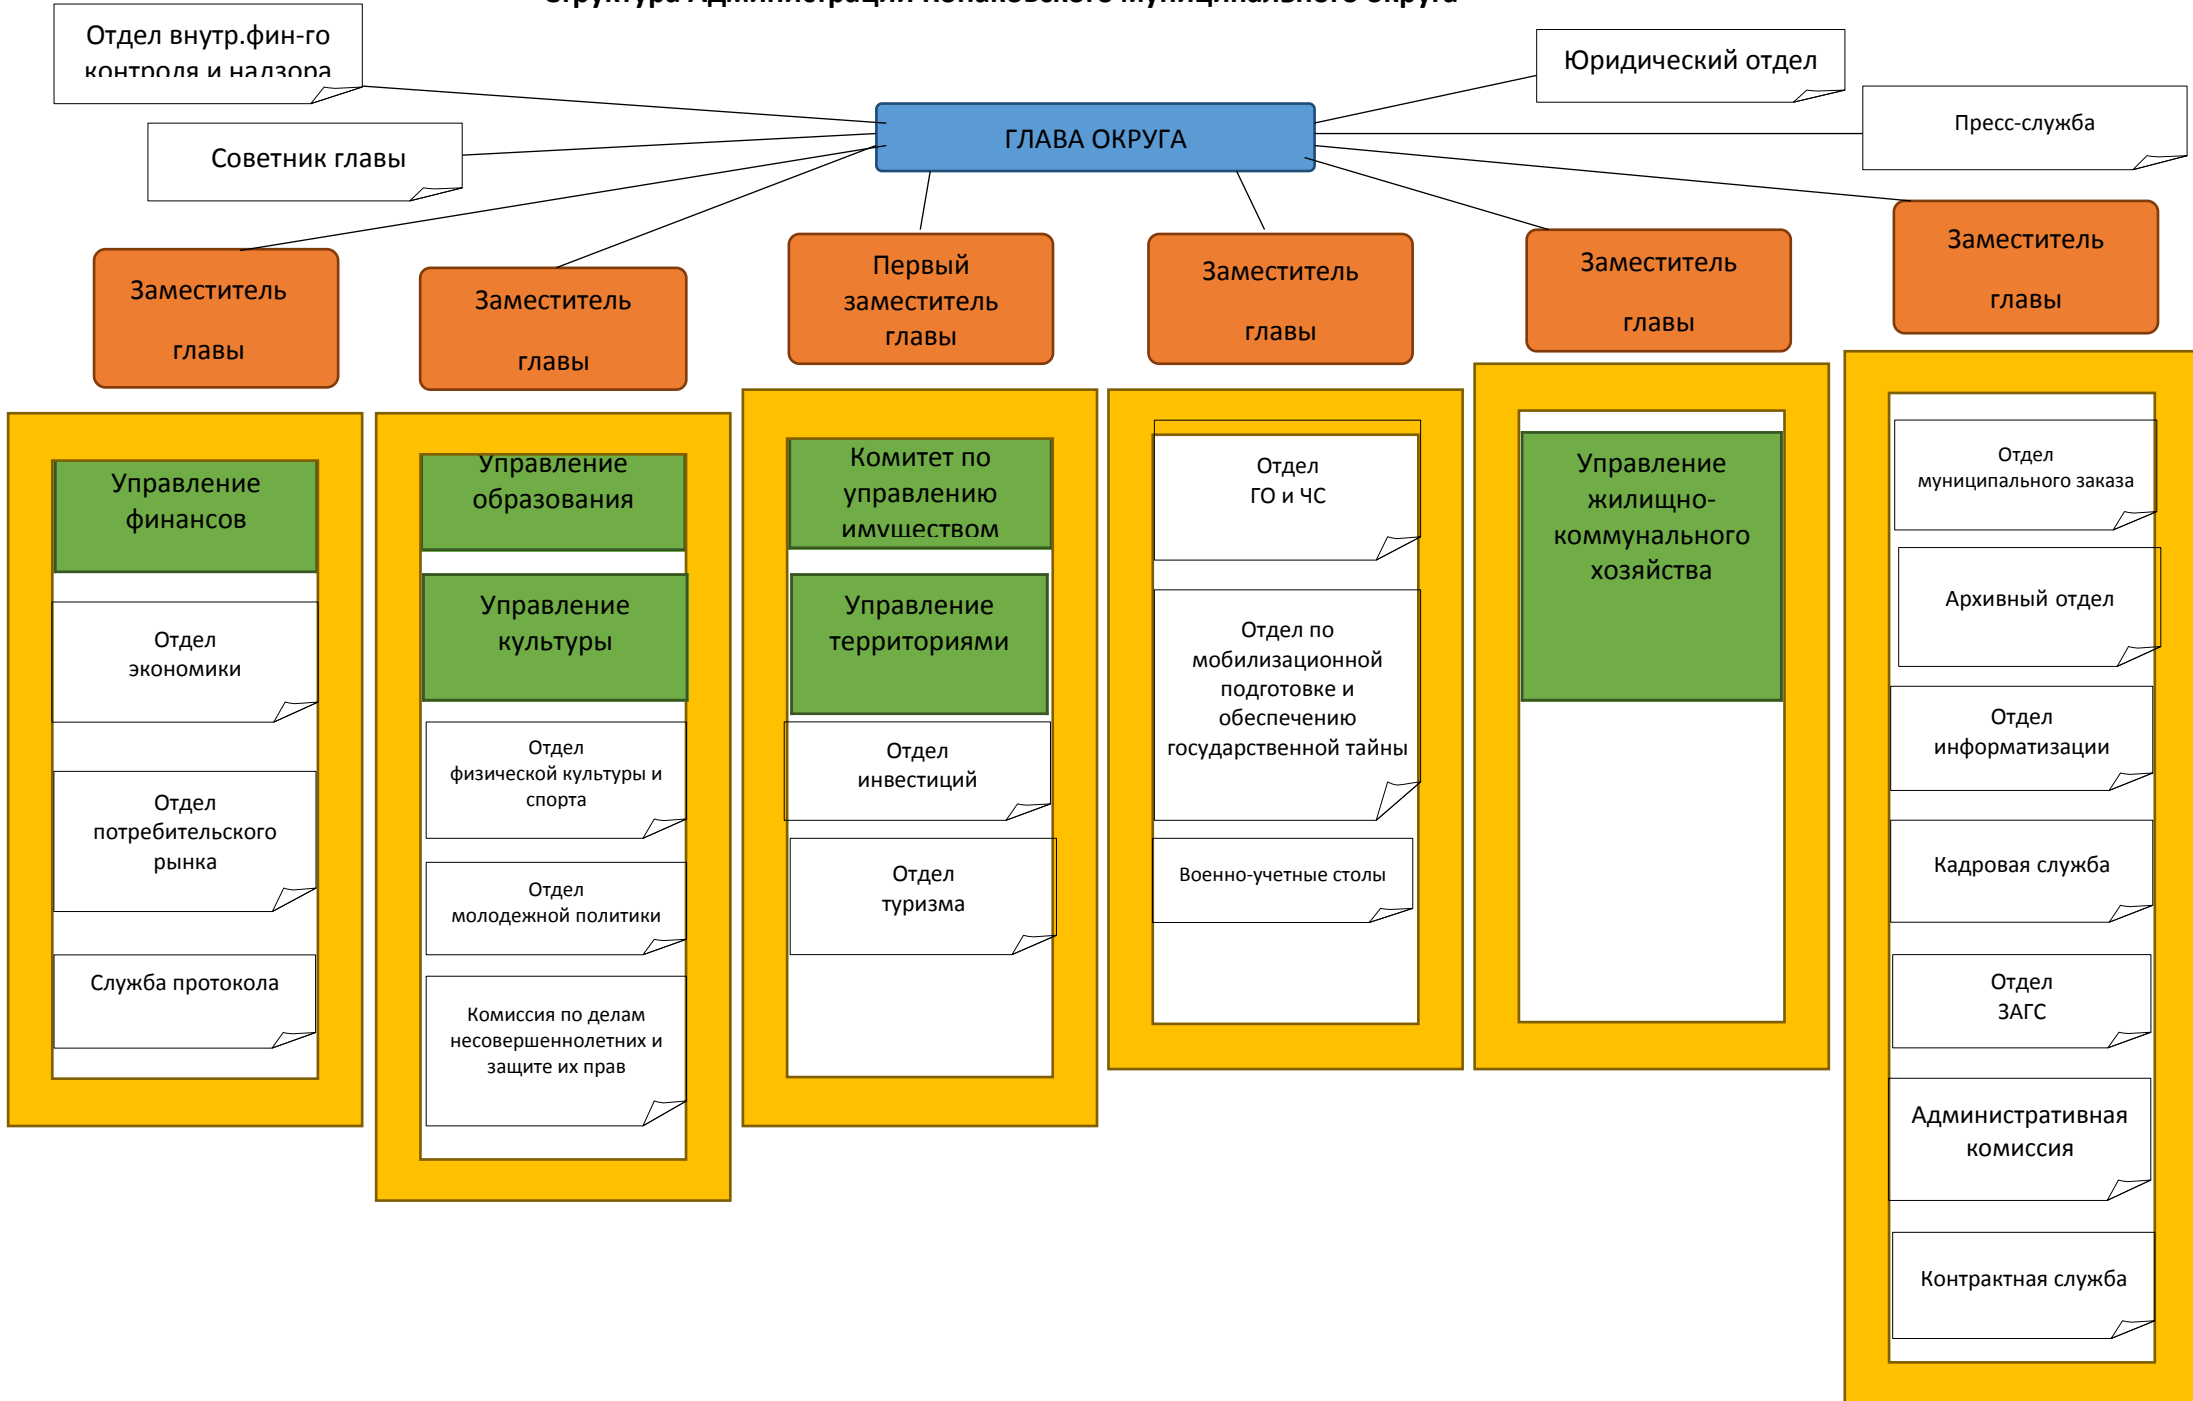 Структура Администрации Конаковского муниципального округа
Отдел внутр.фин-го
контроля и надзора
Юридический отдел
Пресс-служба
ГЛАВА ОКРУГА
Советник главы
Заместитель
главы
Заместитель
главы
Первый
заместитель
главы
Заместитель
главы
Заместитель
главы
Заместитель
главы
Управление
финансов
Отдел
экономики
Отдел
потребительского
рынка
Служба протокола
Управление
образования
Управление
культуры
Отдел
физической культуры и
спорта
Отдел
молодежной политики
Комиссия по делам
несовершеннолетних и
защите их прав
Комитет по
управлению
имуществом
Управление
территориями
Отдел
инвестиций
Отдел
туризма
Отдел
ГО и ЧС
Отдел по
мобилизационной
подготовке и
обеспечению
государственной тайны
Военно-учетные столы
Управление
жилищно-
коммунального
хозяйства
Отдел
муниципального заказа
Архивный отдел
Отдел
информатизации
Кадровая служба
Отдел
ЗАГС
Административная
комиссия
Контрактная служба